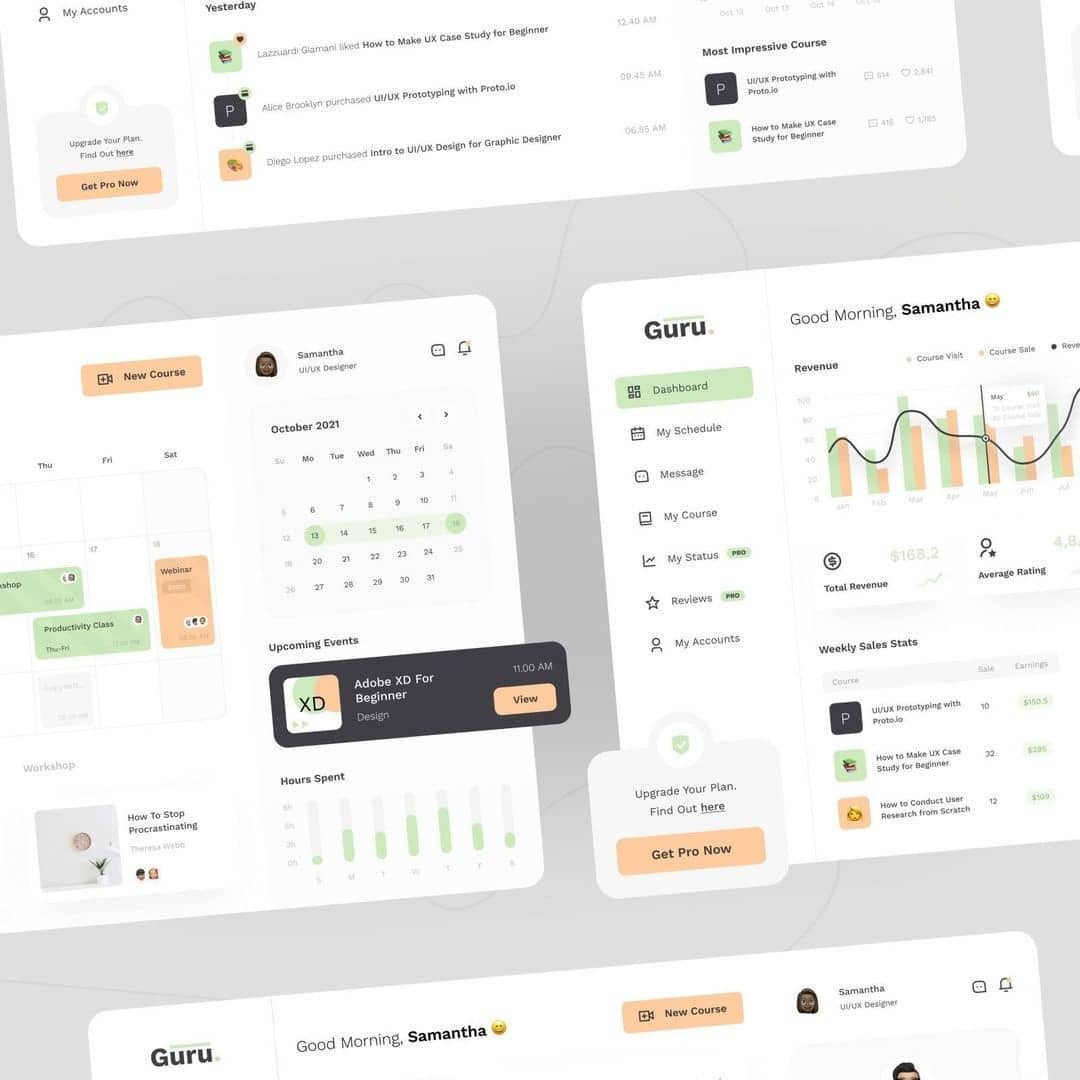 My Accounts
Upgrade Your Plan.
Find Out here
Get Pro Now
Yesterday
Lazzuardi Giamani liked How to Make UX Case Study for Beginner
12.40 AM
P
Alice Brooklyn purchased UI/UX Prototyping with Proto.io
09.45 AM
Diego Lopez purchased Intro to UI/UX Design for Graphic Designer
06.55 AM
Oct 12
Oct 13
Oct 14
Most Impressive Course
P
UI/UX Prototyping with
Proto.io
614
2,841
How to Make UX Case
Study for Beginner
415
1,785
New Course
Thu
Fri
Sat
16
17
18
Productivity Class
Thu-Fri
Webinar
Workshop
How To Stop
Procrastinating
Theresa Webb
Samantha
UI/UX Designer
October 2021
Su Mo Tue Wed Thu Fri Sa
1 2 3 4
5 6 7 8 9 10 11
12 13 14 15 16 17 18
19 20 21 22 23 24 25
26 27 28 29 30 31
Upcoming Events
XD
Adobe XD For
Beginner
Design
11.00 AM
View
Hours Spent
0h
S M T W T F S
Guru.
Dashboard
My Schedule
Message
My Course
My Status PRO
Reviews PRO
My Accounts
Upgrade Your Plan.
Find Out here
Get Pro Now
Good Morning, Samantha
Revenue
Course Visit
Course Sale
100
80
60
40
20
0
May
$60
Jan Feb Mar Apr May Jun Jul
$168,2
Total Revenue
4,8
Average Rating
Weekly Sales Stats
Course Sale Earnings
P
UI/UX Prototyping with
Proto.io
10
$150.5
How to Make UX Case
Study for Beginner
32
$285
How to Conduct User
Research from Scratch
12
$109
Guru.
Good Morning, Samantha
New Course
Samantha
UI/UX Designer